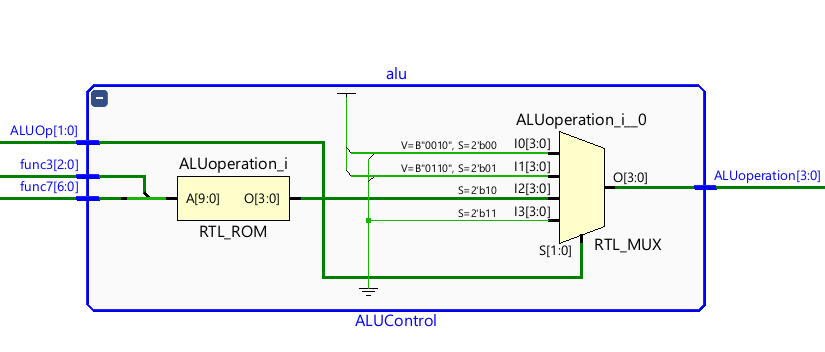 alu
ALUOp[1:0]
func3[2:0]
func7[6:0]
ALUoperation_i
A[9:0] O[3:0]
RTL_ROM
ALUoperation_i__0
V=B"0010", S=2'b00 I0[3:0]
V=B"0110", S=2'b01 I1[3:0]
S=2'b10 I2[3:0]
S=2'b11 I3[3:0]
O[3:0]
S[1:0]
RTL_MUX
ALUoperation[3:0]
ALUControl